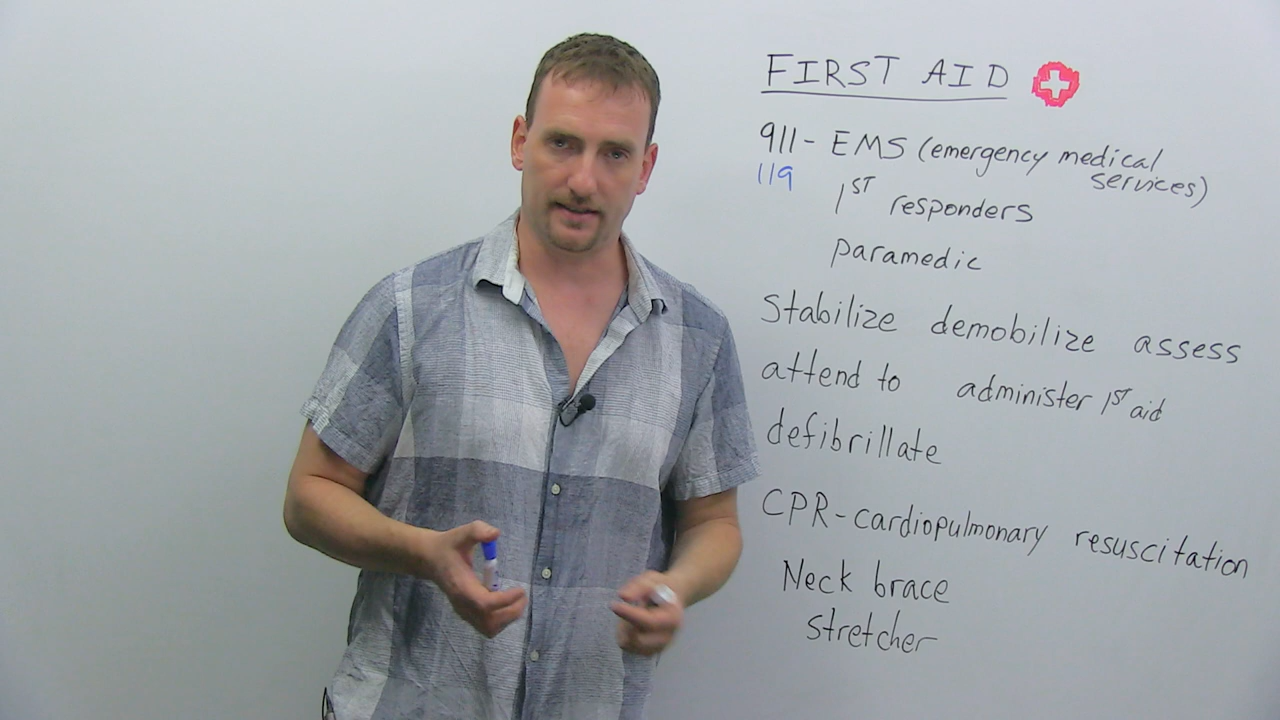 FIRST AID
911- EMS (emergency medical
services)
119
1ST responders
paramedic
Stabilize demobilize assess
attend to administer 1ST aid
defibrillate
CPR-cardiopulmonary resuscitation
Neck brace
stretcher